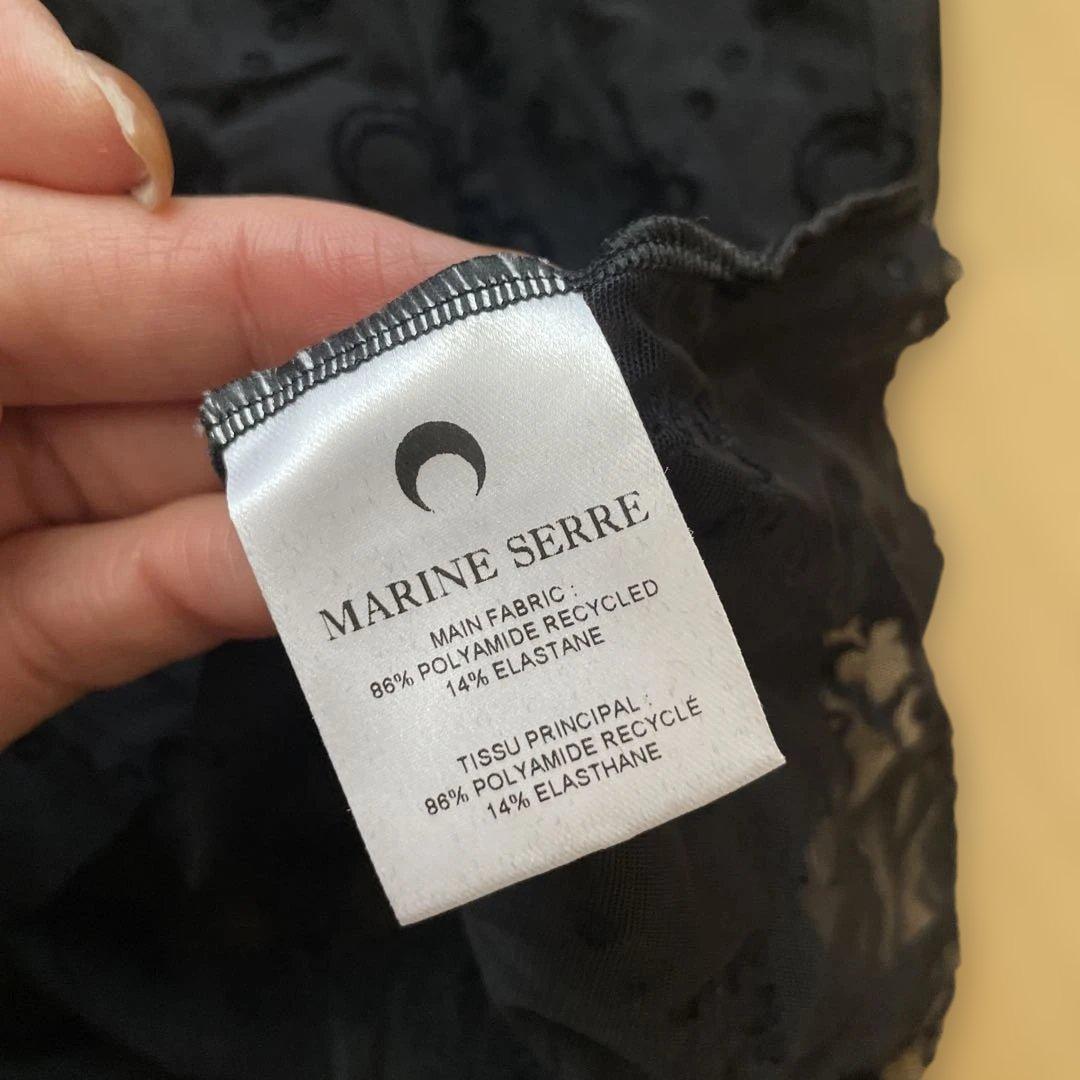 MARINE SERRE
MAIN FABRIC :
86% POLYAMIDE RECYCLED
14% ELASTANE
TISSU PRINCIPAL :
86% POLYAMIDE RECYCLÉ
14% ELASTHANE